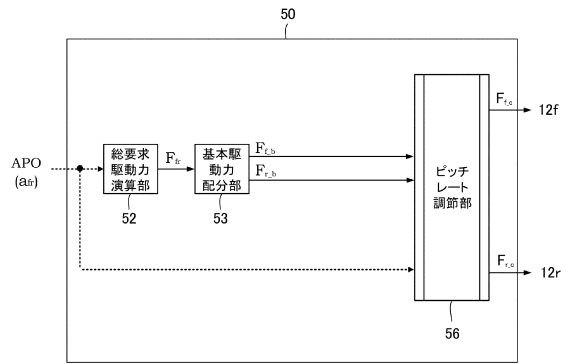 50
APO
(afr)
総要求
駆動力
演算部
52
Ffr
基本駆
動力
配分部
53
Ff_b
Fr_b
ピッチ
レート
調節部
56
Ff_c
12f
Fr_c
12r